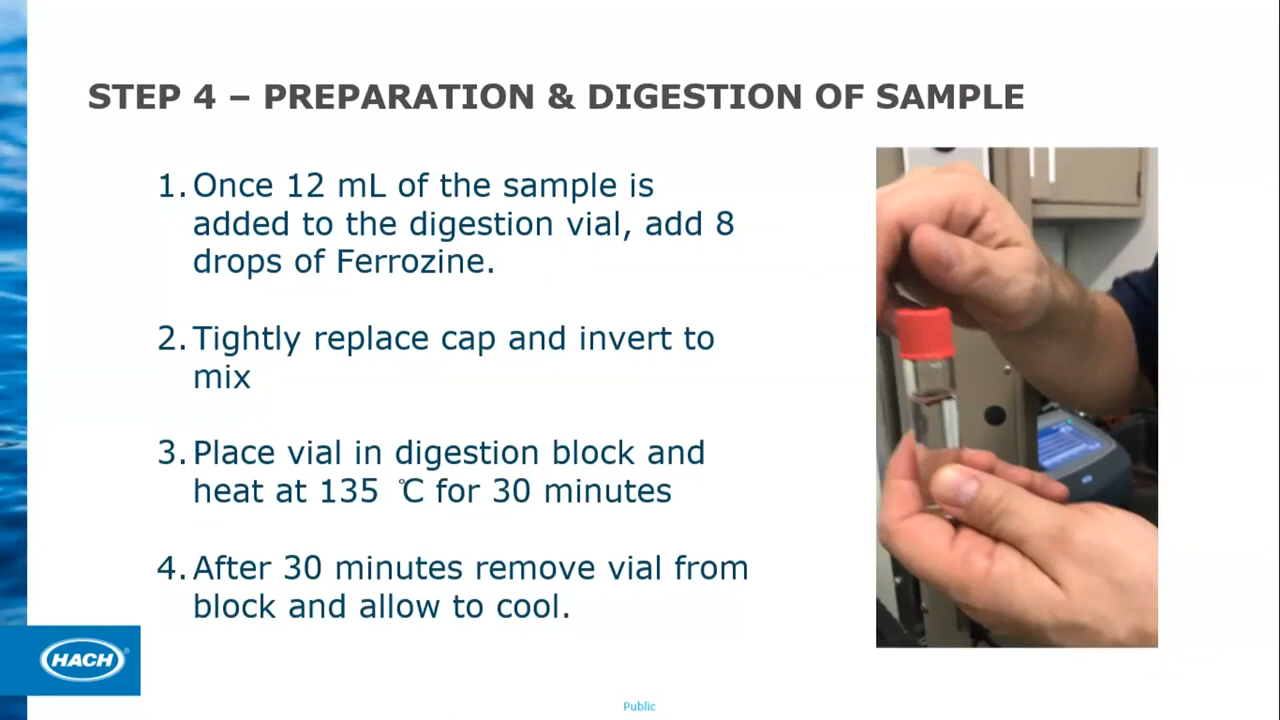 STEP 4 – PREPARATION & DIGESTION OF SAMPLE
1. Once 12 mL of the sample is
added to the digestion vial, add 8
drops of Ferrozine.
2. Tightly replace cap and invert to
mix
3. Place vial in digestion block and
heat at 135 ℃ for 30 minutes
4. After 30 minutes remove vial from
block and allow to cool.
HACH®
Public